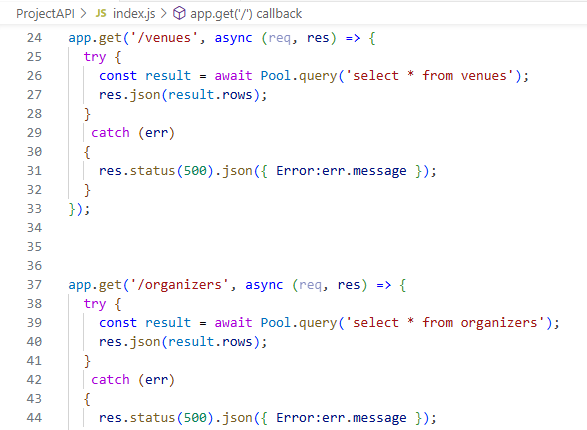 ProjectAPI > JS index.js > app.get('/') callback
24 app.get('/venues', async (req, res) => {
25 try {
26 const result = await Pool.query('select * from venues');
27 res.json(result.rows);
28 }
29 catch (err)
30 {
31 res.status(500).json({ Error:err.message });
32 }
33 });
34
35
36
37 app.get('/organizers', async (req, res) => {
38 try {
39 const result = await Pool.query('select * from organizers');
40 res.json(result.rows);
41 }
42 catch (err)
43 {
44 res.status(500).json({ Error:err.message });